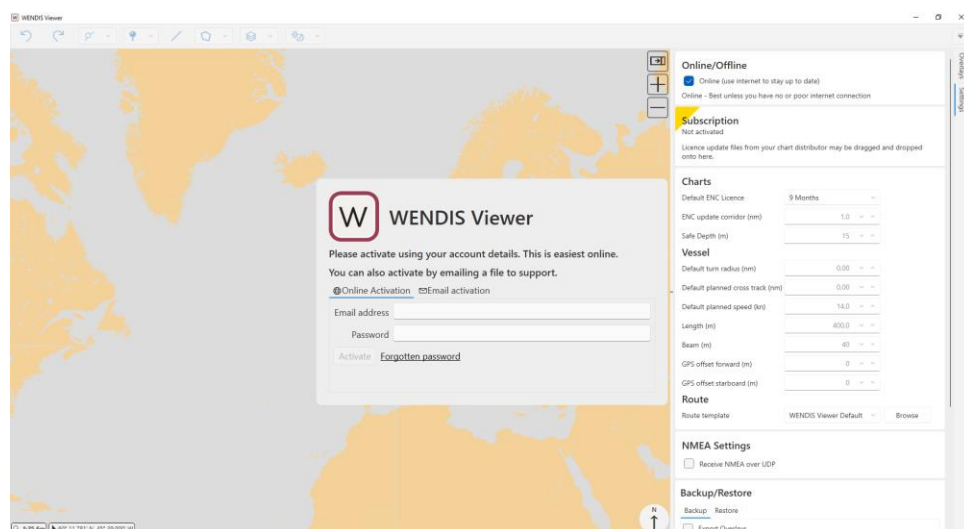 WENDIS Viewer
Online/Offline
Online (use internet to stay up to date)
Online - Best unless you have no or poor internet connection
Subscription
Not activated
Licence update files from your chart distributor may be dragged and dropped
onto here.
Charts
Default ENC Licence 9 Months
ENC update corridor (nm) 1.0
Safe Depth (m) 15
Vessel
Default turn radius (nm) 0.00
Default planned cross track (nm) 0.00
Default planned speed (kn) 14.0
Length (m) 400.0
Beam (m) 40
GPS offset forward (m) 0
GPS offset starboard (m) 0
Route
Route template WENDIS Viewer Default Browse
NMEA Settings
Receive NMEA over UDP
Backup/Restore
Backup Restore
Export Overlays
Overlays
Settings
W WENDIS Viewer
Please activate using your account details. This is easiest online.
You can also activate by emailing a file to support.
Online Activation Email activation
Email address
Password
Activate Forgotten password
N